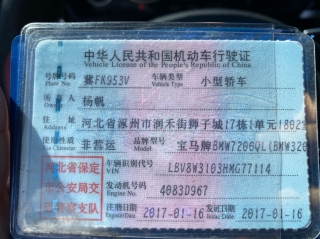 中华人民共和国机动车行驶证
Vehicle License of the People's Republic of China
号牌号码 冀FK953V 车辆类型 小型轿车
Plate No. Vehicle Type
所有人 杨帆
Owner
住址 河北省涿州市润禾街狮子城17栋1单元1802
Address
使用性质 非营运 品牌型号 宝马牌BMW7200QL(BMW320
Use Character Model
河北省保定
市公安局交
巡警察支队
车辆识别代号 LBV8W3103HMG77114
VIN
发动机号码 4083D967
Engine No.
注册日期 2017-01-16 发证日期 2017-01-16
Register Date Issue Date